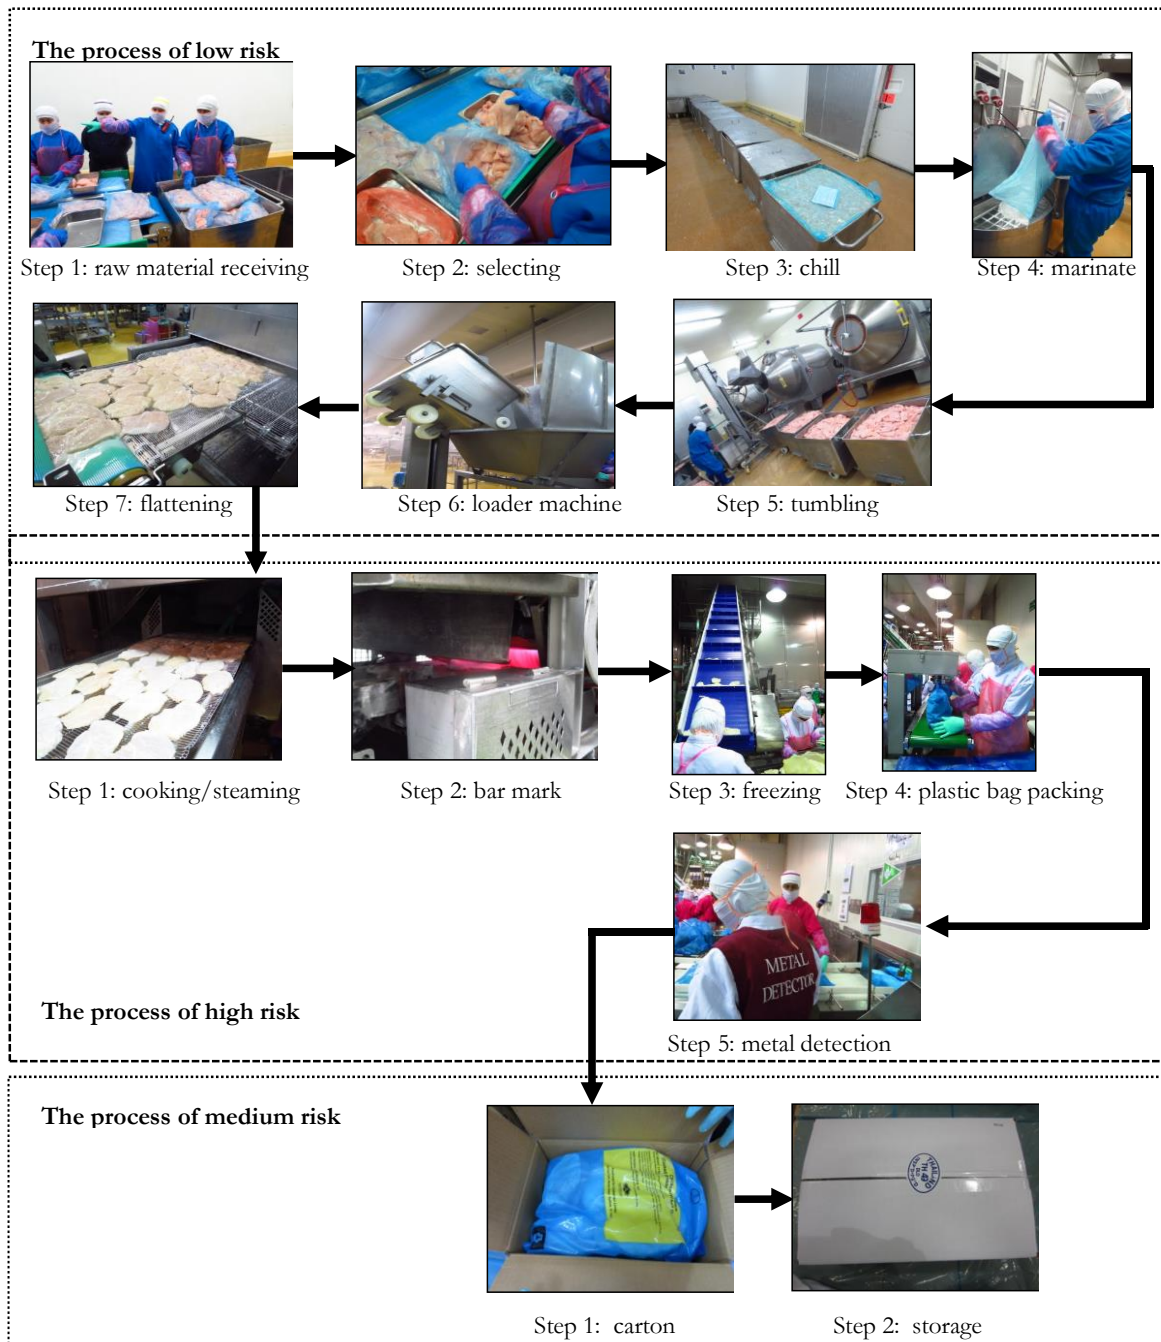 The process of low risk
Step 1: raw material receiving
Step 2: selecting
Step 3: chill
Step 4: marinate
Step 7: flattening
Step 6: loader machine
Step 5: tumbling
Step 1: cooking/steaming
Step 2: bar mark
Step 3: freezing
Step 4: plastic bag packing
METAL
DETECTOR
The process of high risk
Step 5: metal detection
The process of medium risk
THAILAND
Step 1: carton
Step 2: storage